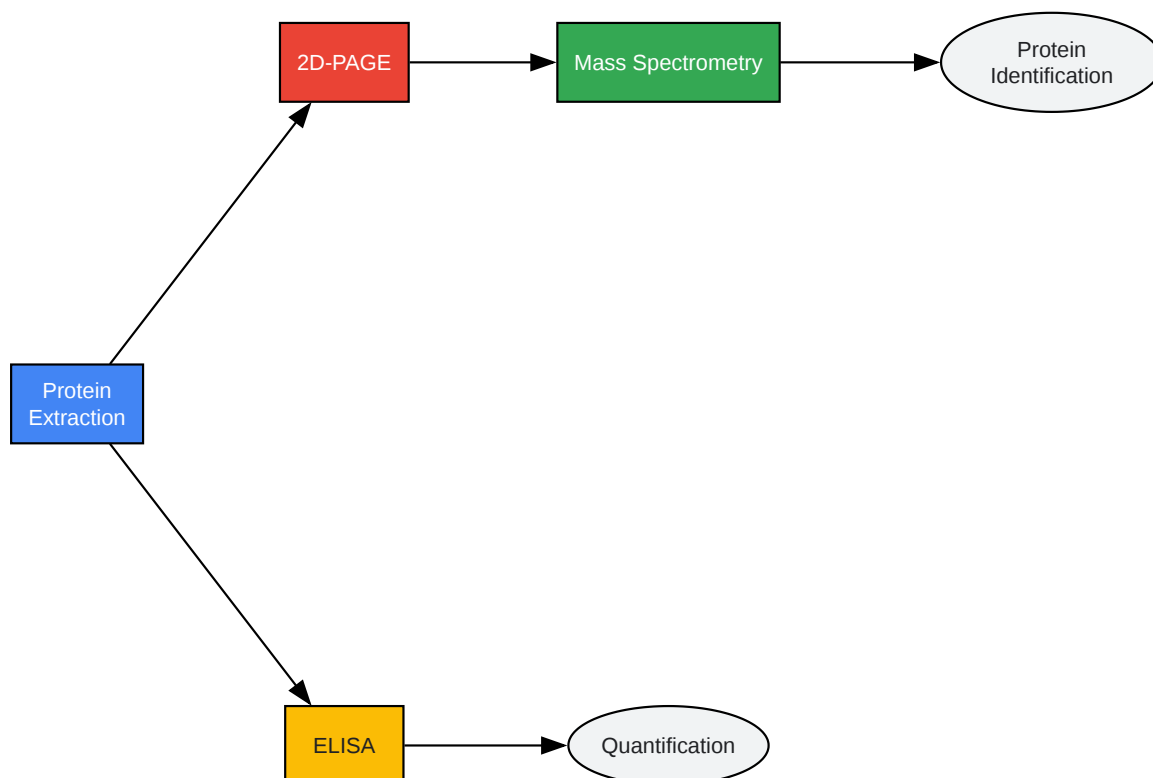 2D-PAGE
Mass Spectrometry
Protein
Identification
Protein
Extraction
ELISA
Quantification